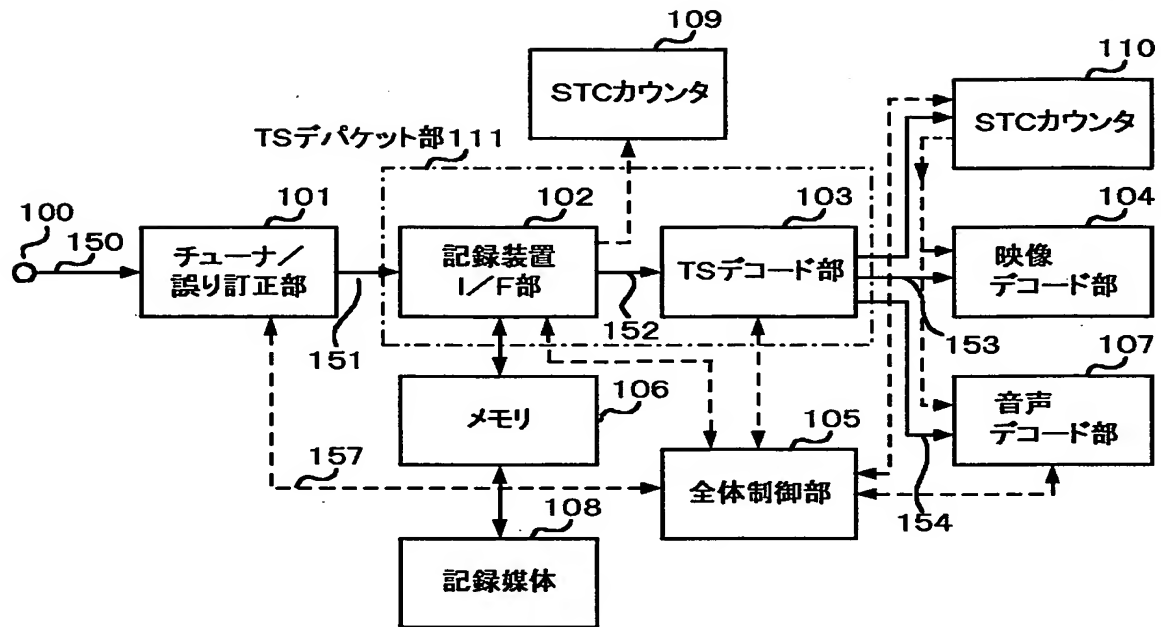 109
STCカウンタ
110
STCカウンタ
TSデパケット部111
100
150
101
チューナ/
誤り訂正部
151
102
記録装置
I/F部
152
103
TSデコード部
104
映像
デコード部
153
107
音声
デコード部
154
106
メモリ
105
全体制御部
157
108
記録媒体